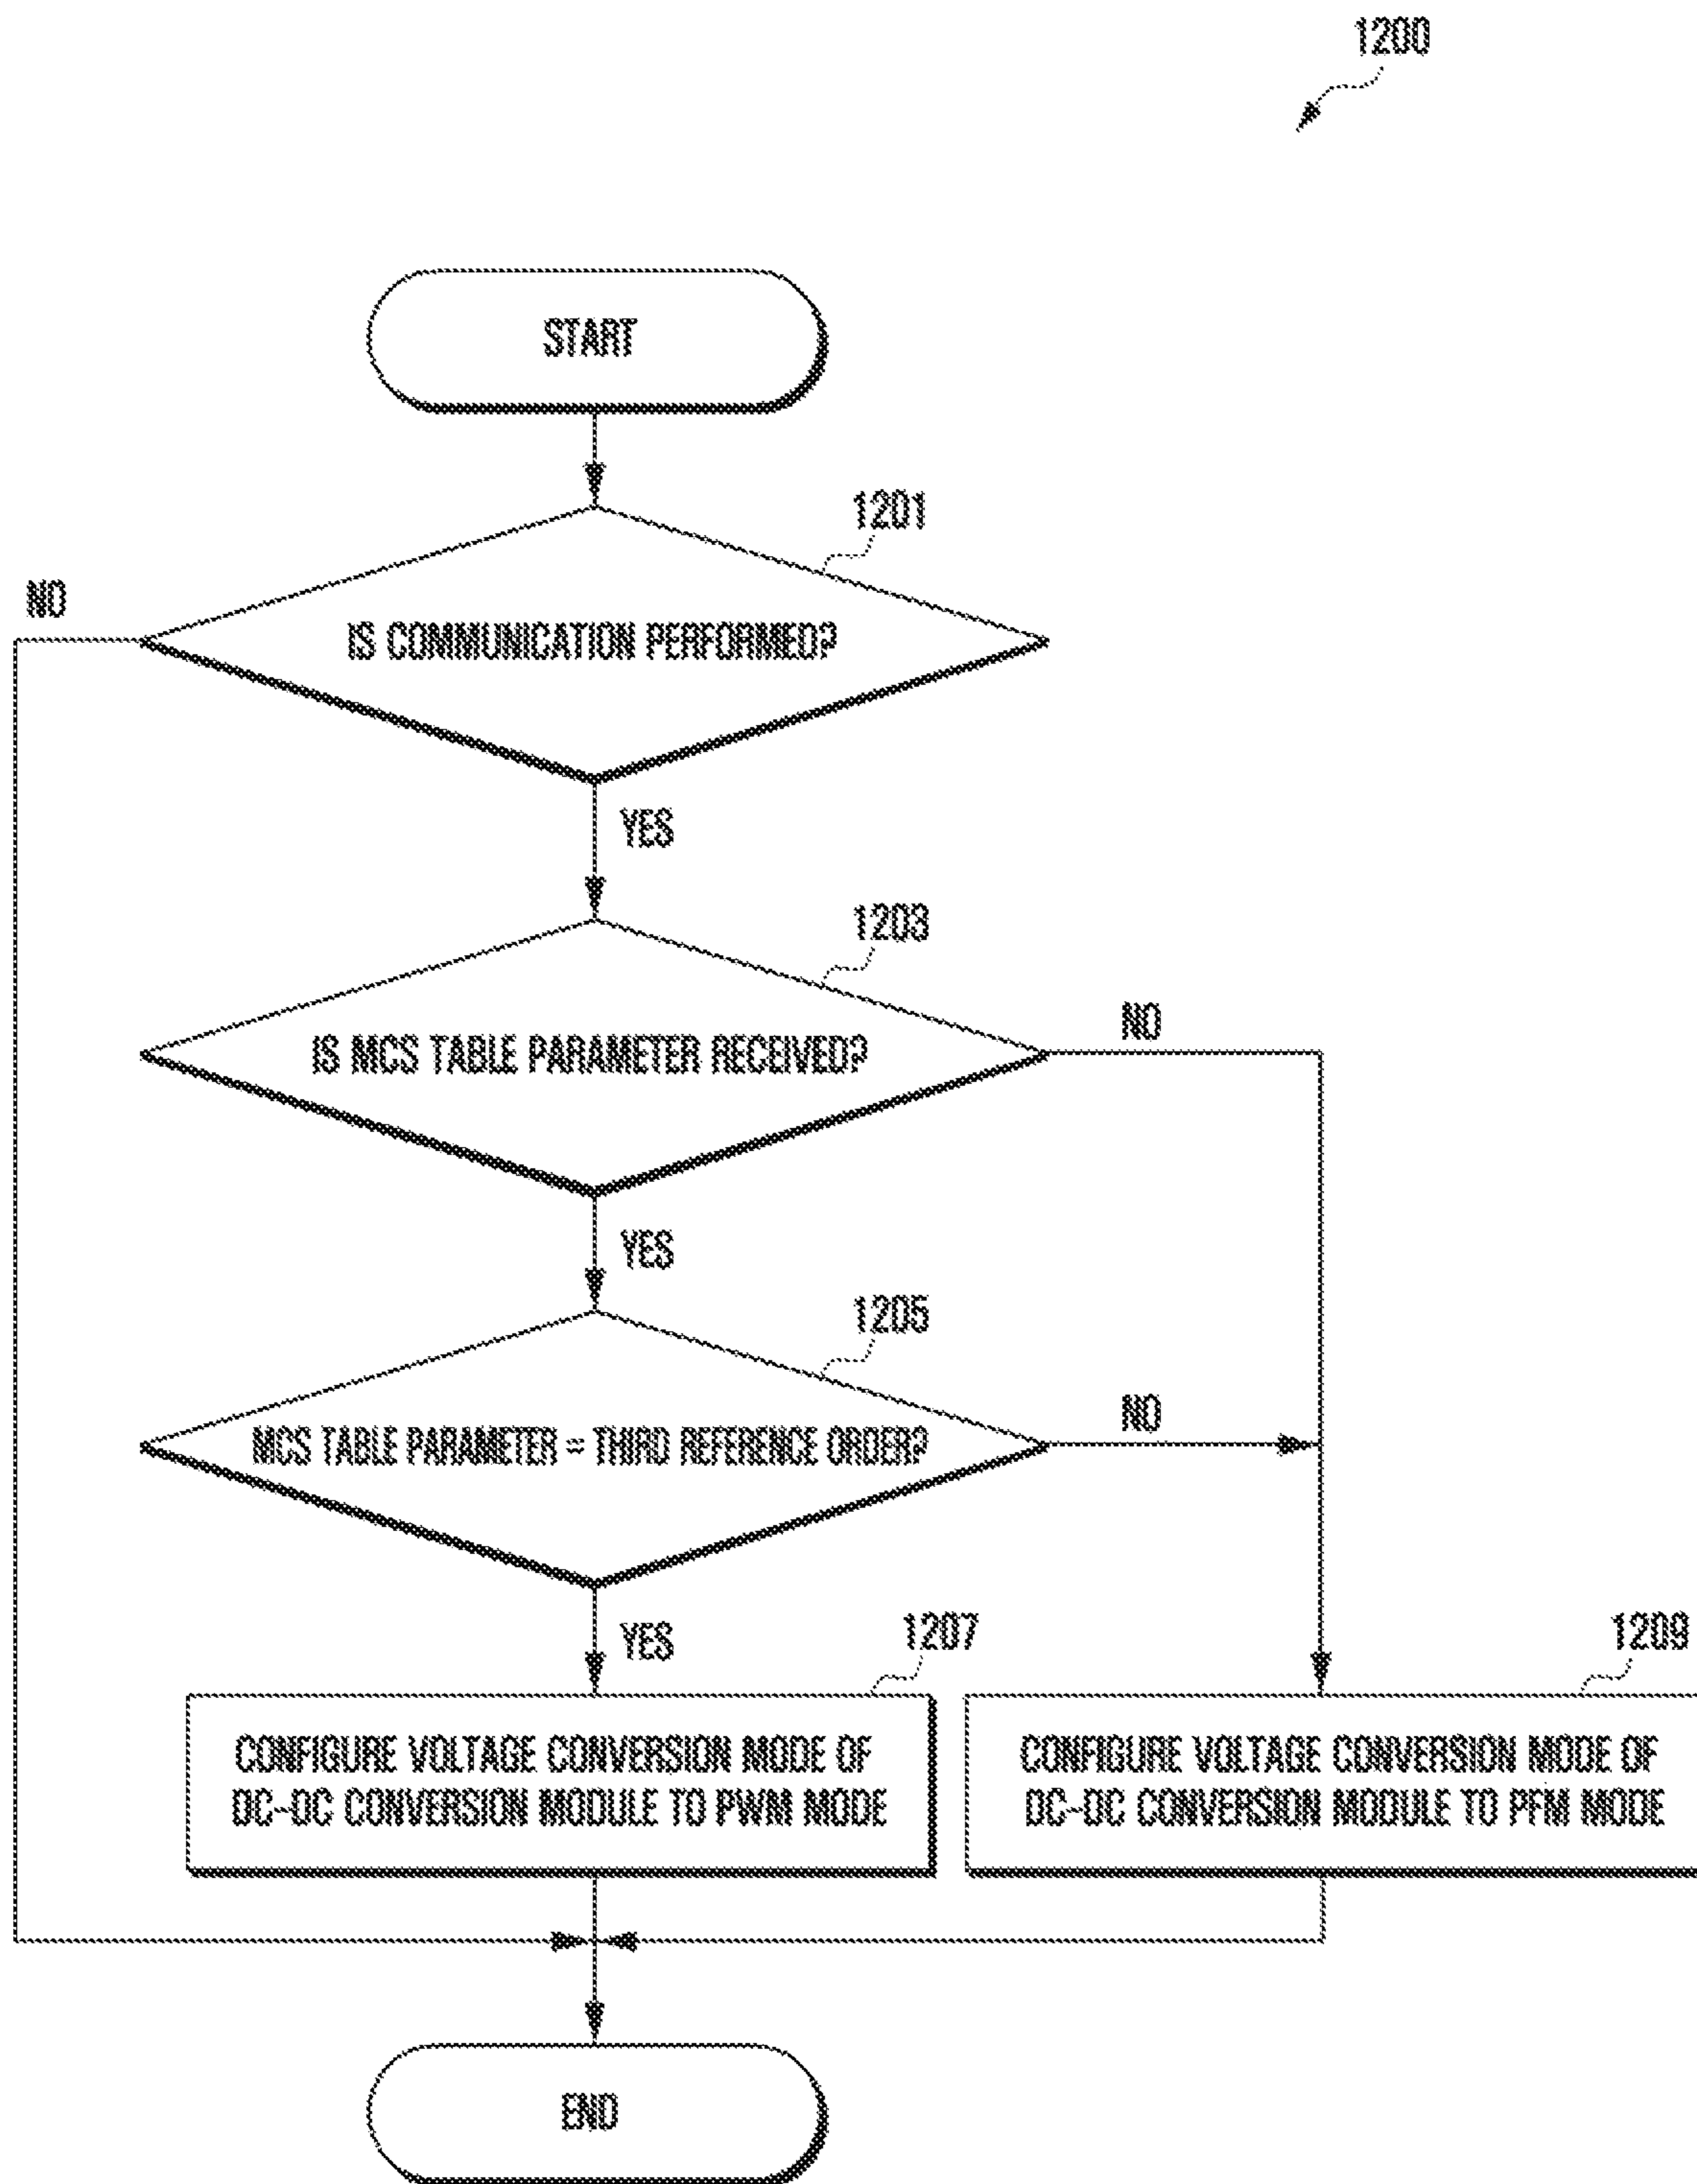 1200
START
1201
NO
IS COMMUNICATION PERFORMED?
YES
1203
NO
IS MCS TABLE PARAMETER RECEIVED?
YES
1205
NO
MCS TABLE PARAMETER = THIRD REFERENCE ORDER?
YES
1207
1209
CONFIGURE VOLTAGE CONVERSION MODE OF
DC-DC CONVERSION MODULE TO PWM MODE
CONFIGURE VOLTAGE CONVERSION MODE OF
DC-DC CONVERSION MODULE TO PFM MODE
END